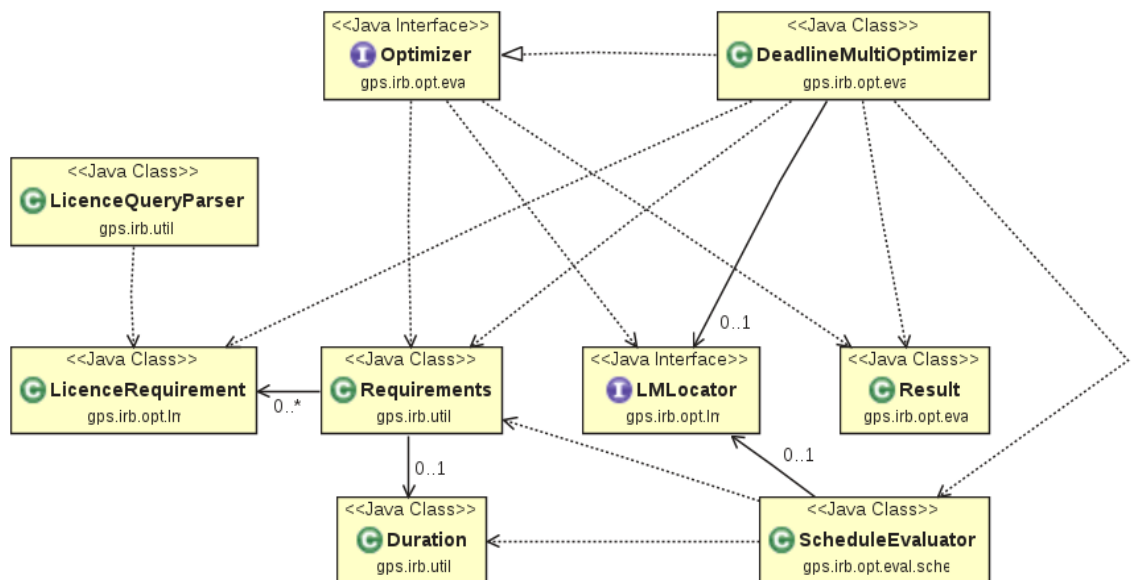 <<Java Interface>>
I Optimizer
gps.irb.opt.eva
<<Java Class>>
C DeadlineMultiOptimizer
gps.irb.opt.eva
<<Java Class>>
C LicenceQueryParser
gps.irb.util
0..1
<<Java Class>>
C LicenceRequirement
gps.irb.opt.lm
0..*
<<Java Class>>
C Requirements
gps.irb.util
<<Java Interface>>
I LMLocator
gps.irb.opt.lm
<<Java Class>>
C Result
gps.irb.opt.eva
0..1
0..1
<<Java Class>>
C Duration
gps.irb.util
<<Java Class>>
C ScheduleEvaluator
gps.irb.opt.eval.sche